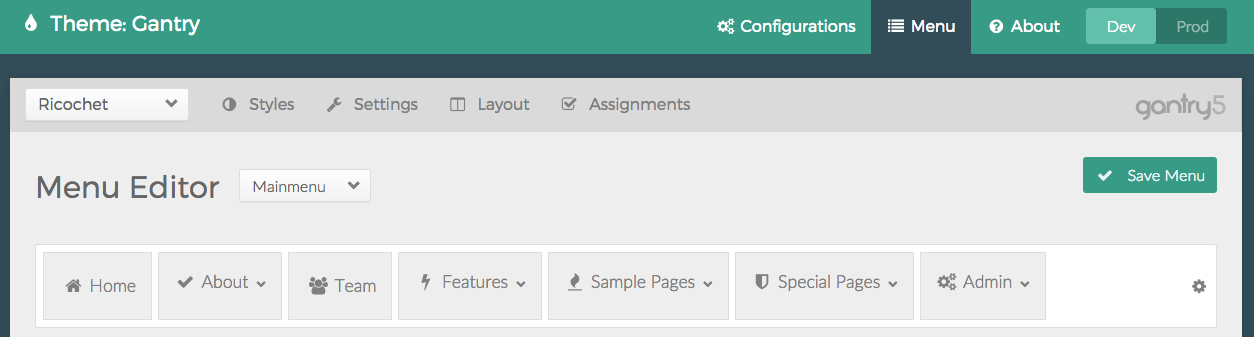 Theme: Gantry Configurations Menu About Dev Prod
Ricochet Styles Settings Layout Assignments gantry5
Menu Editor Mainmenu Save Menu
Home About Team Features Sample Pages Special Pages Admin